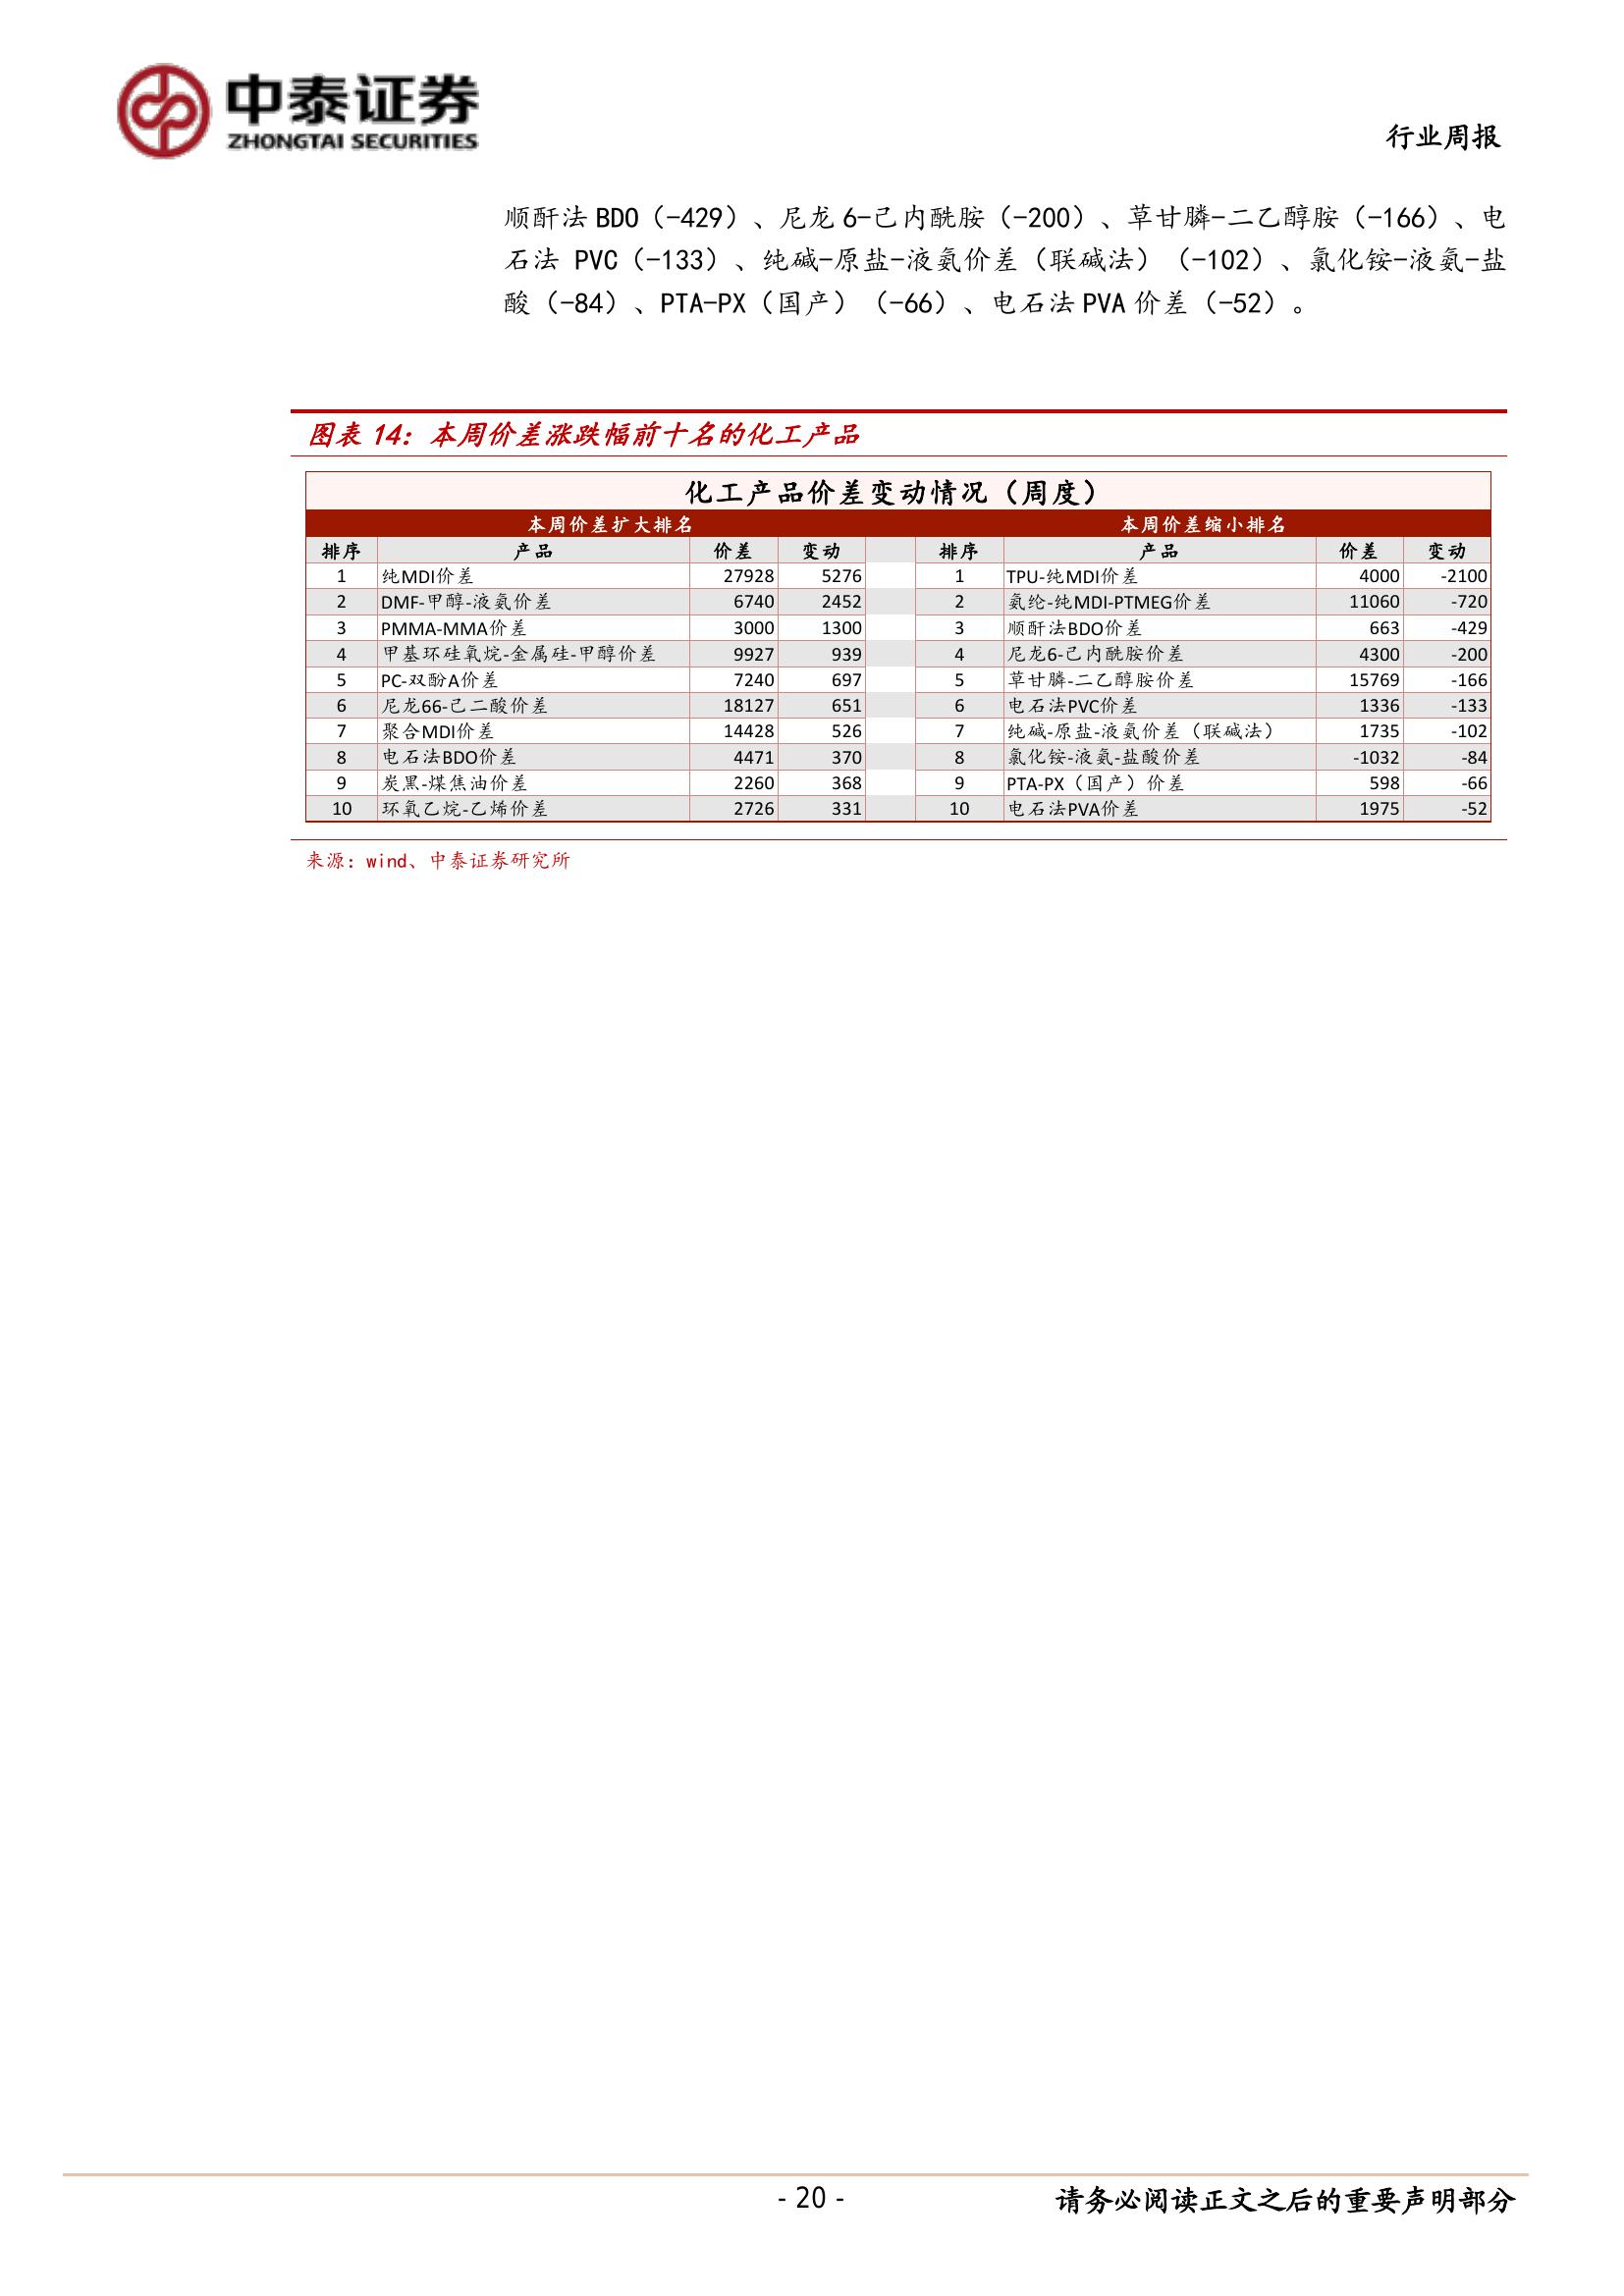 中泰证券
ZHONGTAI SECURITIES
行业周报
顺酐法 BDO（-429）、尼龙 6-己内酰胺（-200）、草甘膦-二乙醇胺（-166）、电
石法 PVC（-133）、纯碱-原盐-液氨价差（联碱法）（-102）、氯化铵-液氨-盐
酸（-84）、PTA-PX（国产）（-66）、电石法 PVA 价差（-52）。
图表 14：本周价差涨跌幅前十名的化工产品
化工产品价差变动情况（周度）
本周价差扩大排名 本周价差缩小排名
排序 产品 价差 变动 排序 产品 价差 变动
1 纯MDI价差 27928 5276 1 TPU-纯MDI价差 4000 -2100
2 DMF-甲醇-液氨价差 6740 2452 2 氨纶-纯MDI-PTMEG价差 11060 -720
3 PMMA-MMA价差 3000 1300 3 顺酐法BDO价差 663 -429
4 甲基环硅氧烷-金属硅-甲醇价差 9927 939 4 尼龙6-己内酰胺价差 4300 -200
5 PC-双酚A价差 7240 697 5 草甘膦-二乙醇胺价差 15769 -166
6 尼龙66-己二酸价差 18127 651 6 电石法PVC价差 1336 -133
7 聚合MDI价差 14428 526 7 纯碱-原盐-液氨价差（联碱法） 1735 -102
8 电石法BDO价差 4471 370 8 氯化铵-液氨-盐酸价差 -1032 -84
9 炭黑-煤焦油价差 2260 368 9 PTA-PX（国产）价差 598 -66
10 环氧乙烷-乙烯价差 2726 331 10 电石法PVA价差 1975 -52
来源：wind、中泰证券研究所
- 20 - 请务必阅读正文之后的重要声明部分